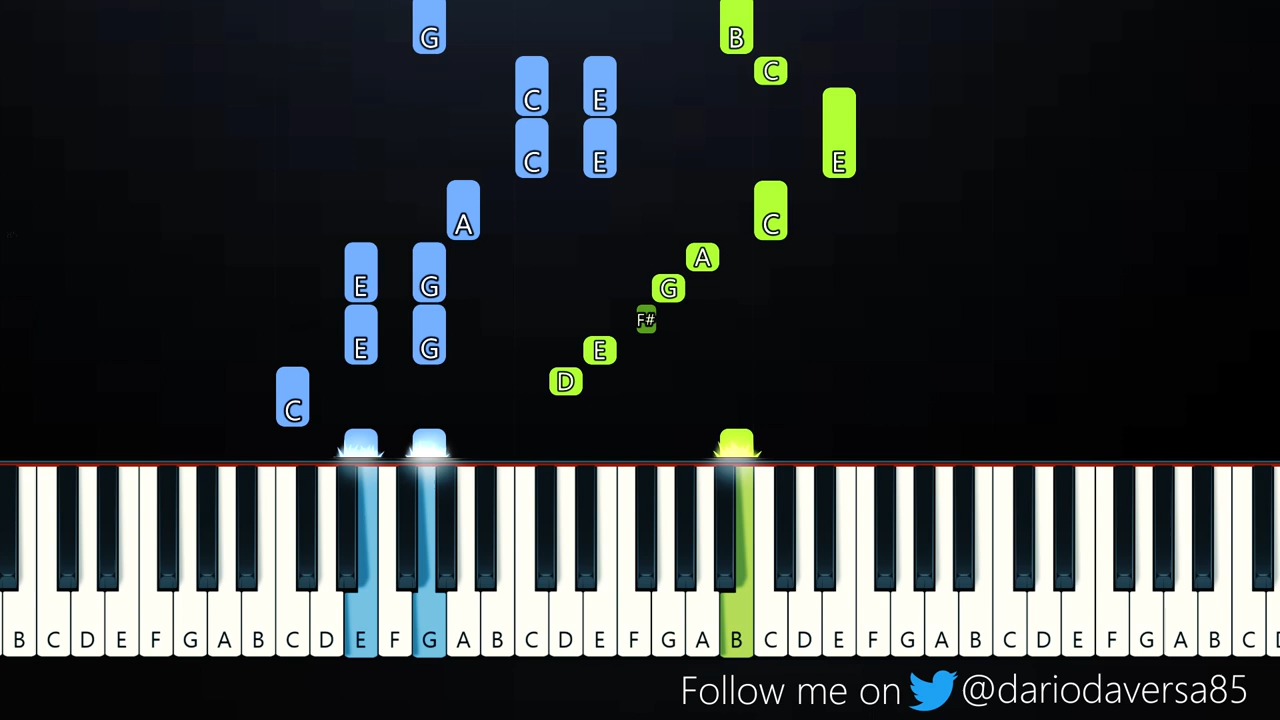 G B
C
C E
C E E
A C
A
E G
G
F#
E G E
D
C
B C D E F G A B C D E F G A B C D E F G A B C D E F G A B C D E F G A B C D
Follow me on @dariodaversa85